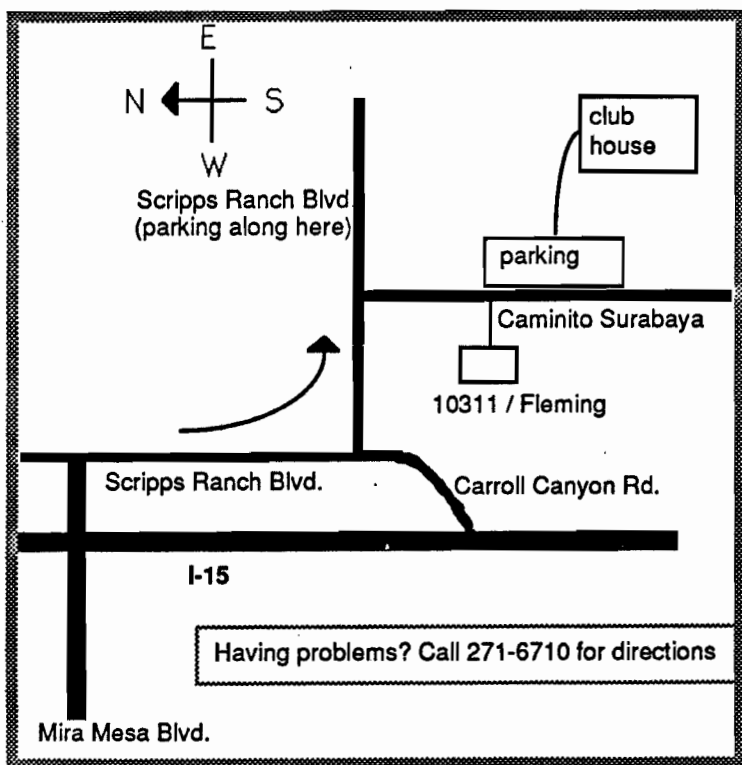 E
N S
W
club
house
Scripps Ranch Blvd
(parking along here)
parking
Caminito Surabaya
10311 / Fleming
Scripps Ranch Blvd.
Carroll Canyon Rd.
I-15
Having problems? Call 271-6710 for directions
Mira Mesa Blvd.